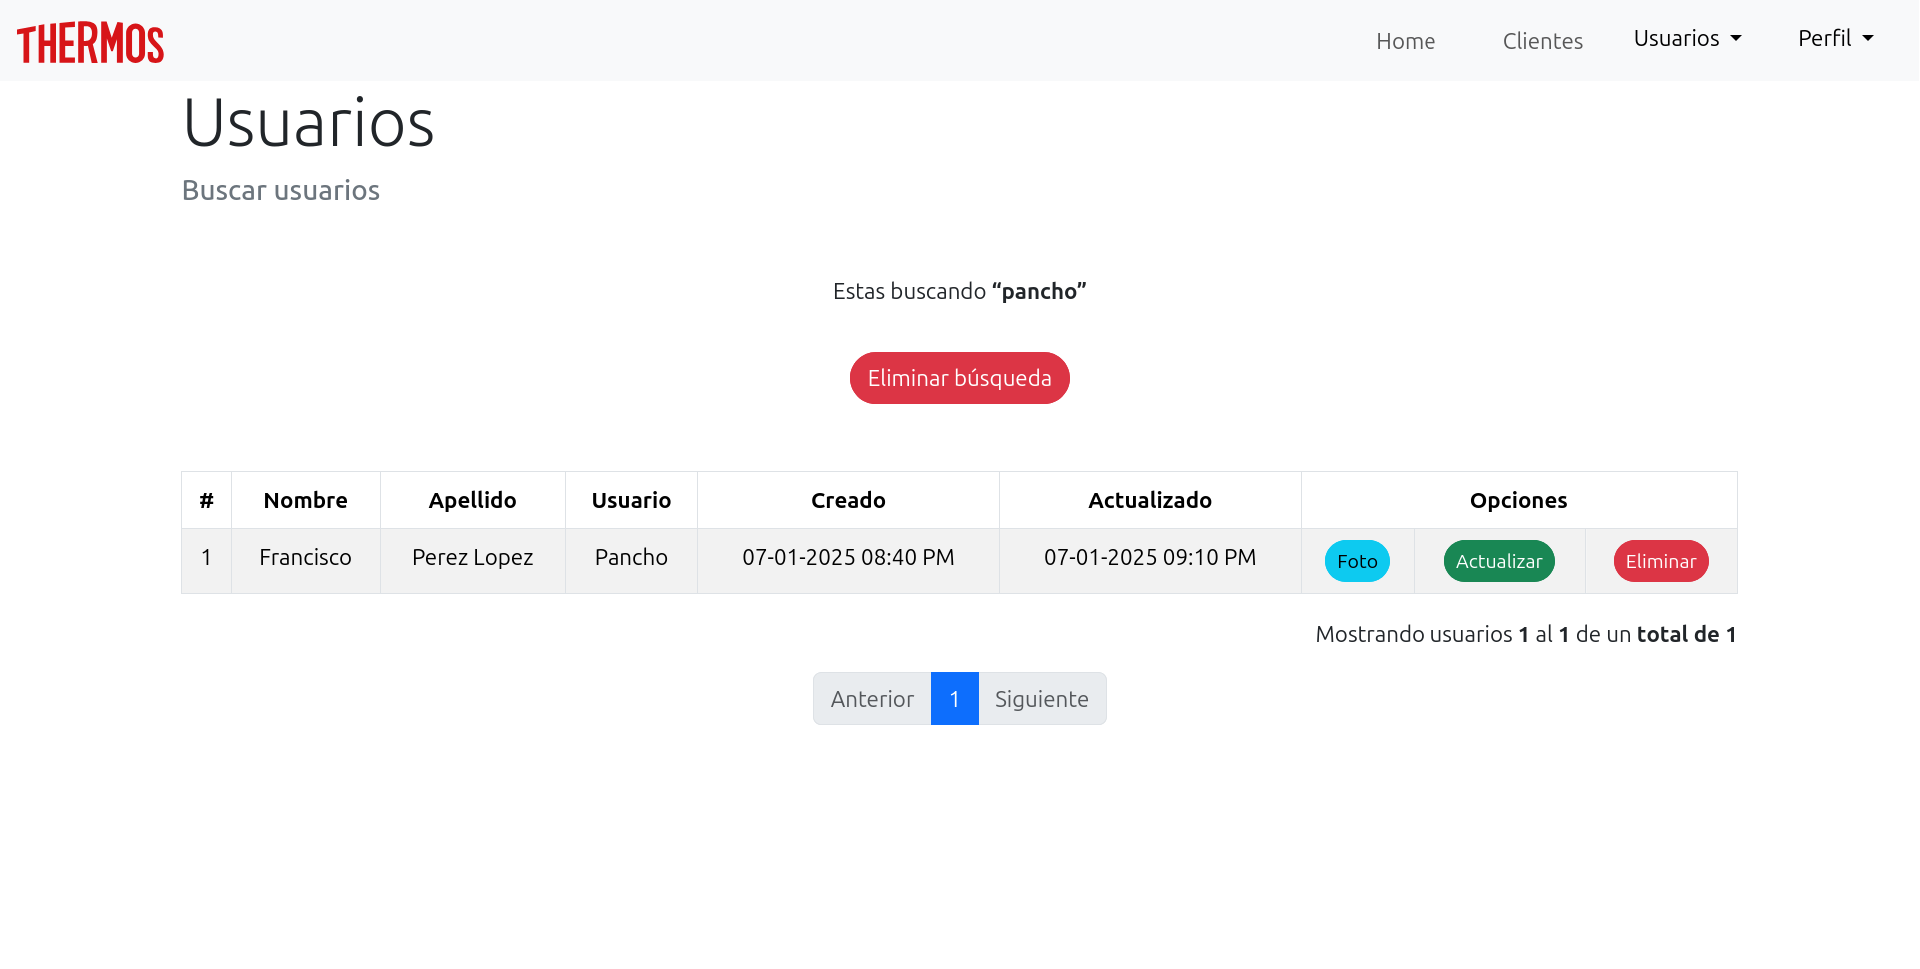 THERMOS
Home Clientes Usuarios Perfil
Usuarios
Buscar usuarios
Estas buscando “pancho”
Eliminar búsqueda
# Nombre Apellido Usuario Creado Actualizado Opciones
1 Francisco Perez Lopez Pancho 07-01-2025 08:40 PM 07-01-2025 09:10 PM Foto Actualizar Eliminar
Mostrando usuarios 1 al 1 de un total de 1
Anterior 1 Siguiente